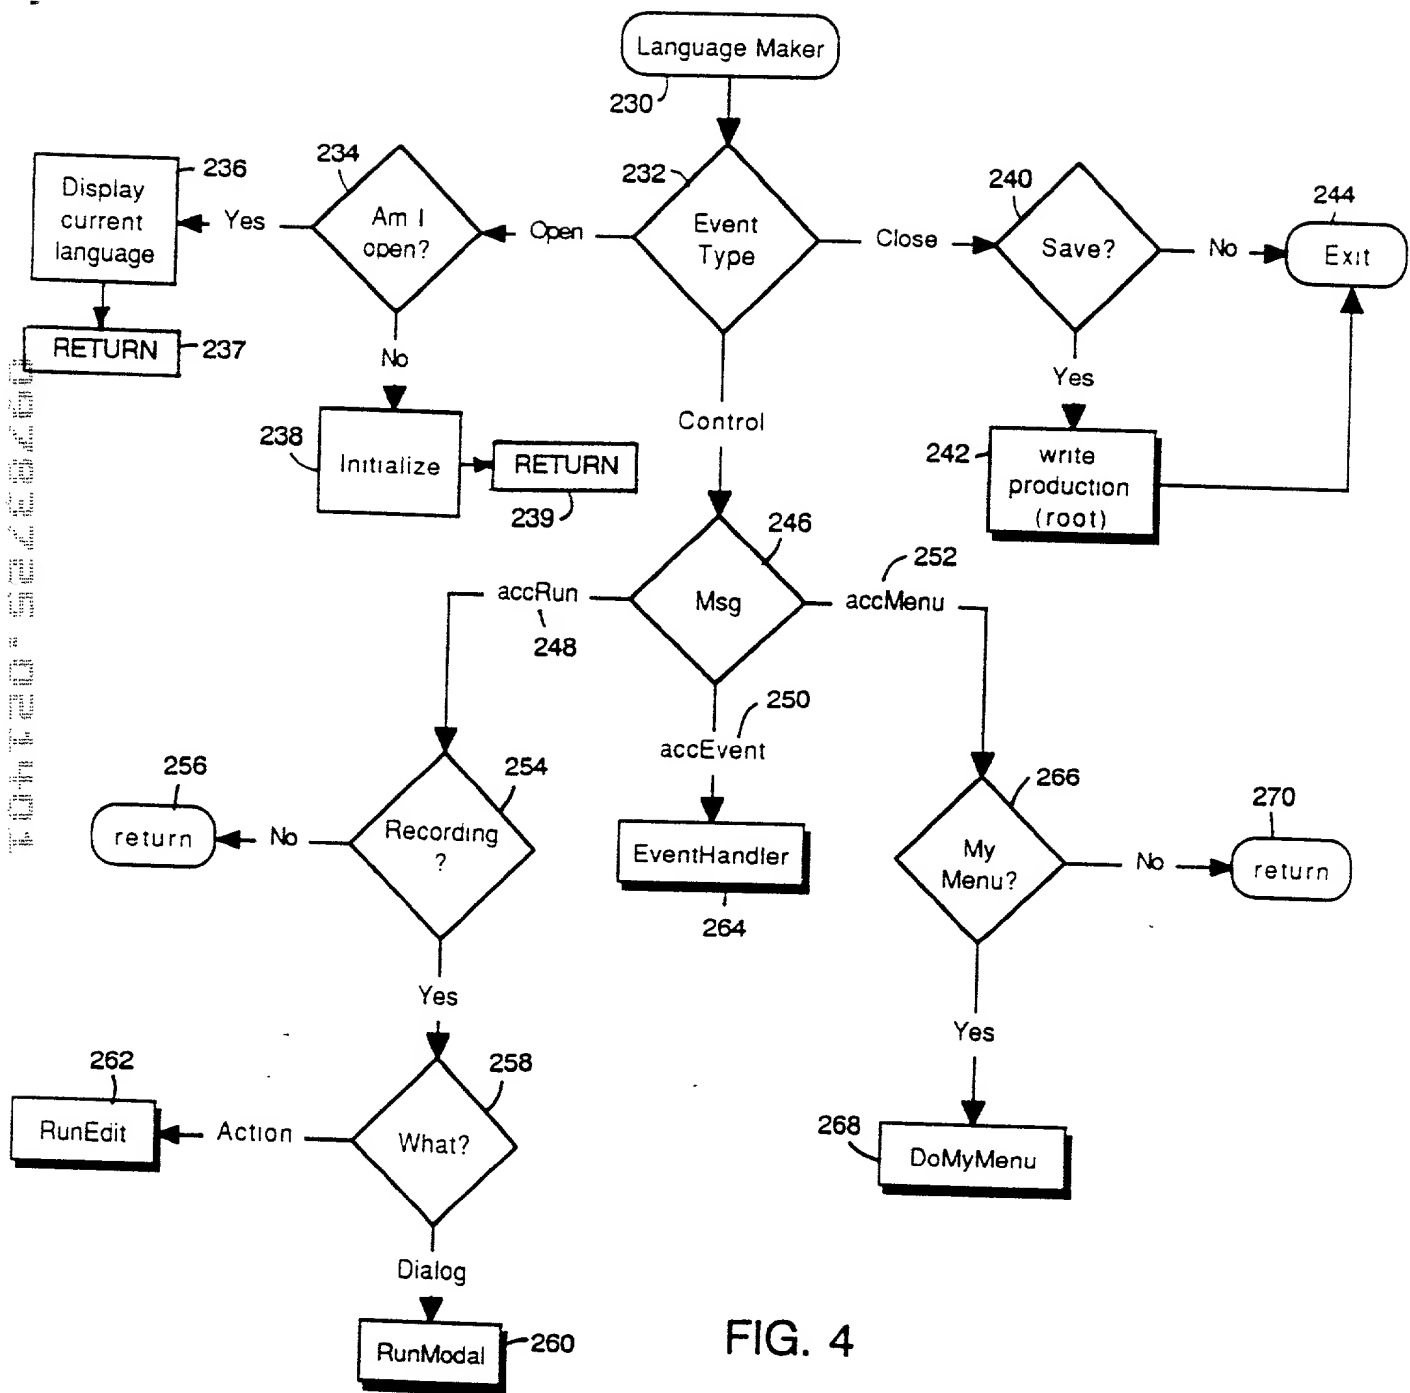 Language Maker
230
236
234
232
240
244
Display
current
language
Yes
Am I
open?
Open
Event
Type
Close
Save?
No
Exit
RETURN
237
No
Yes
Control
238
Initialize
RETURN
239
242
write
production
(root)
246
252
accRun
248
Msg
accMenu
250
accEvent
256
254
266
270
return
No
Recording
?
EventHandler
264
My
Menu?
No
return
Yes
Yes
262
258
RunEdit
Action
What?
268
DoMyMenu
Dialog
RunModal
260
FIG. 4